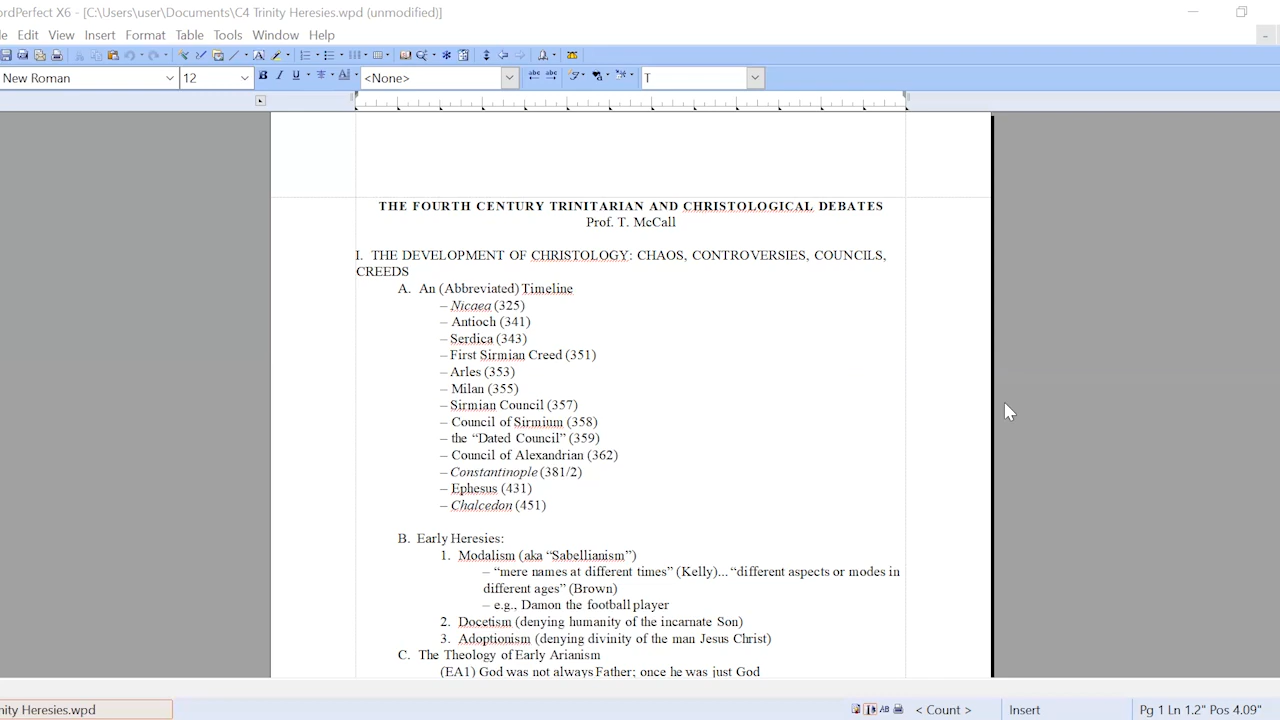 ordPerfect X6 - [C:\Users\user\Documents\C4 Trinity Heresies.wpd (unmodified)]
le Edit View Insert Format Table Tools Window Help
New Roman 12 <None> T
THE FOURTH CENTURY TRINITARIAN AND CHRISTOLOGICAL DEBATES
Prof. T. McCall
I. THE DEVELOPMENT OF CHRISTOLOGY: CHAOS, CONTROVERSIES, COUNCILS,
CREEDS
A. An (Abbreviated) Timeline
– Nicaea (325)
– Antioch (341)
– Serdica (343)
– First Sirmian Creed (351)
– Arles (353)
– Milan (355)
– Sirmian Council (357)
– Council of Sirmium (358)
– the “Dated Council” (359)
– Council of Alexandrian (362)
– Constantinople (381/2)
– Ephesus (431)
– Chalcedon (451)
B. Early Heresies:
1. Modalism (aka “Sabellianism”)
– “mere names at different times” (Kelly)... “different aspects or modes in
different ages” (Brown)
– e.g., Damon the football player
2. Docetism (denying humanity of the incarnate Son)
3. Adoptionism (denying divinity of the man Jesus Christ)
C. The Theology of Early Arianism
(EA1) God was not always Father; once he was just God
nity Heresies.wpd
AB < Count > Insert Pg 1 Ln 1.2" Pos 4.09"